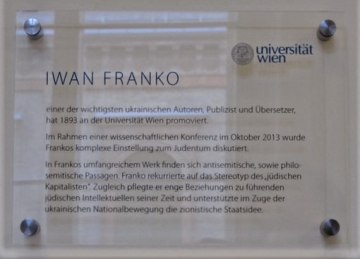 universität
wien
IWAN FRANKO
einer der wichtigsten ukrainischen Autoren, Publizist und Übersetzer,
hat 1893 an der Universität Wien promoviert.
Im Rahmen einer wissenschaftlichen Konferenz im Oktober 2013 wurde
Frankos komplexe Einstellung zum Judentum diskutiert.
In Frankos umfangreichem Werk finden sich antisemitische, sowie philo-
semitische Passagen. Franko rekurrierte auf das Stereotyp des „jüdischen
Kapitalisten“. Zugleich pflegte er enge Beziehungen zu führenden
jüdischen Intellektuellen seiner Zeit und unterstützte im Zuge der
ukrainischen Nationalbewegung die zionistische Staatsidee.